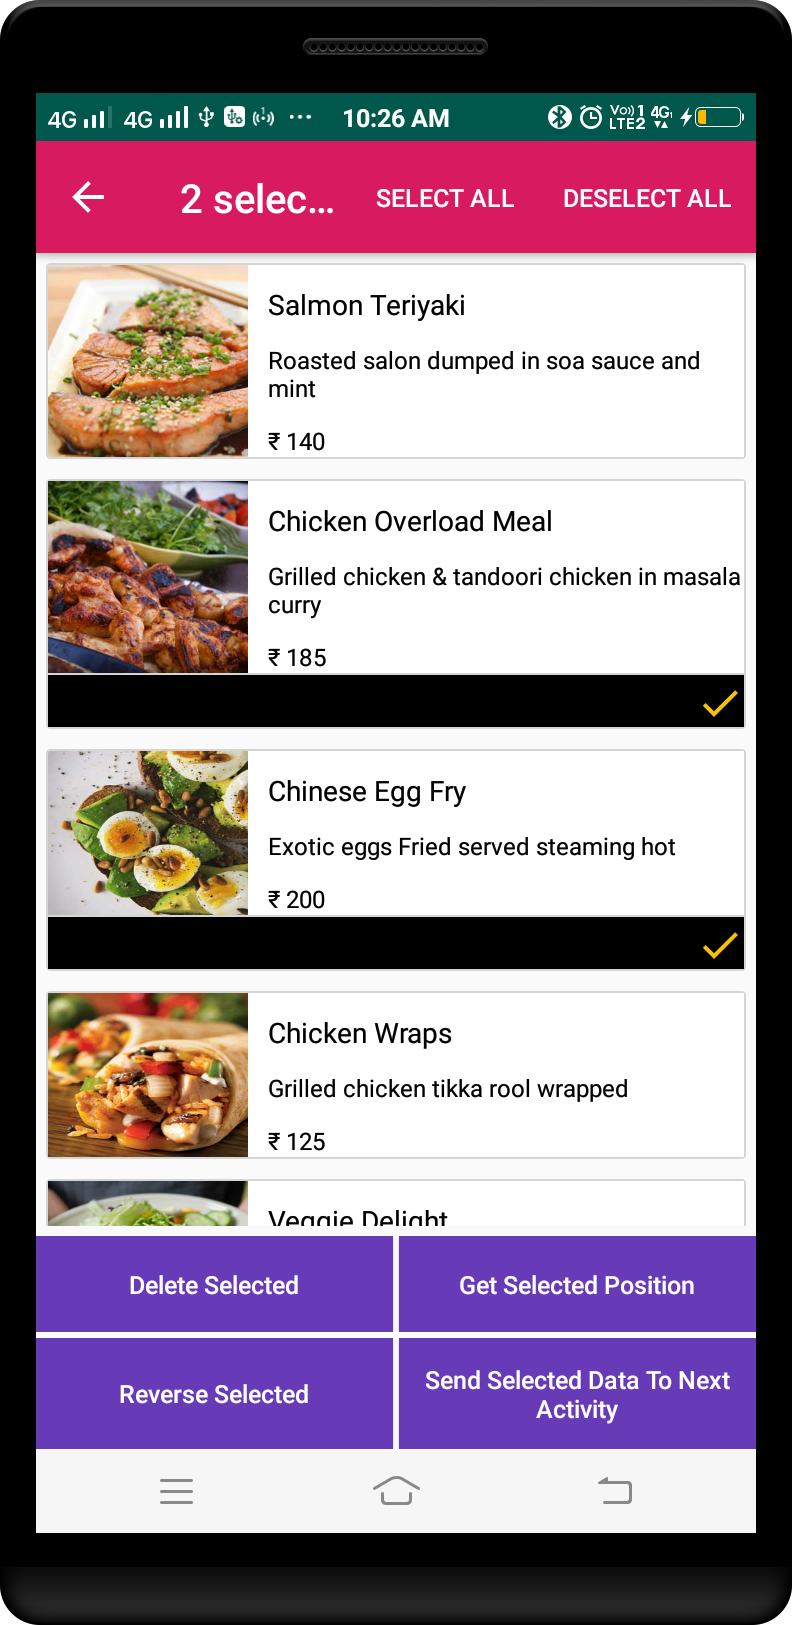 4G 4G 10:26 AM Vo)) 1 LTE2 4G
2 selec... SELECT ALL DESELECT ALL
Salmon Teriyaki
Roasted salon dumped in soa sauce and
mint
₹ 140
Chicken Overload Meal
Grilled chicken & tandoori chicken in masala
curry
₹ 185
Chinese Egg Fry
Exotic eggs Fried served steaming hot
₹ 200
Chicken Wraps
Grilled chicken tikka rool wrapped
₹ 125
Veggie Delight
Delete Selected
Get Selected Position
Reverse Selected
Send Selected Data To Next
Activity